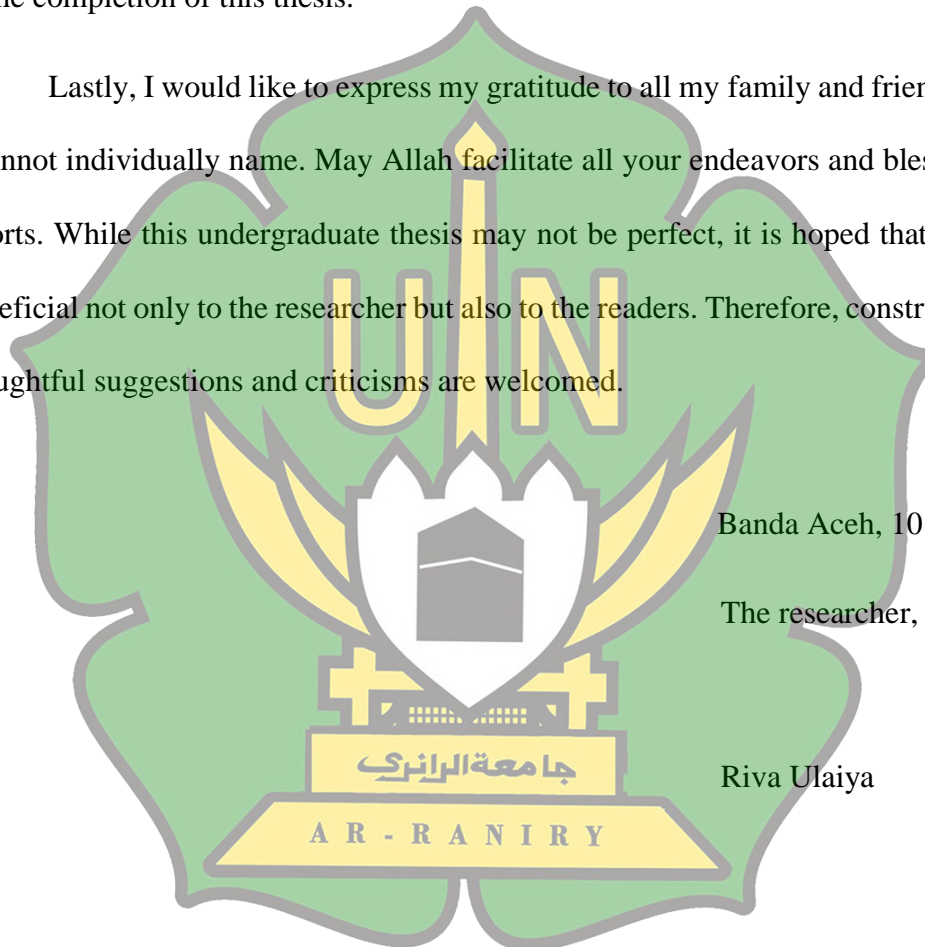 completion of this thesis.
Lastly, I would like to express my gratitude to all my family and frien
nnot individually name. May Allah facilitate all your endeavors and bles
orts. While this undergraduate thesis may not be perfect, it is hoped that
eficial not only to the researcher but also to the readers. Therefore, constr
ughtful suggestions and criticisms are welcomed.
UIN
Banda Aceh, 10
The researcher,
جامعة الرانري
Riva Ulaiya
AR-RANIRY